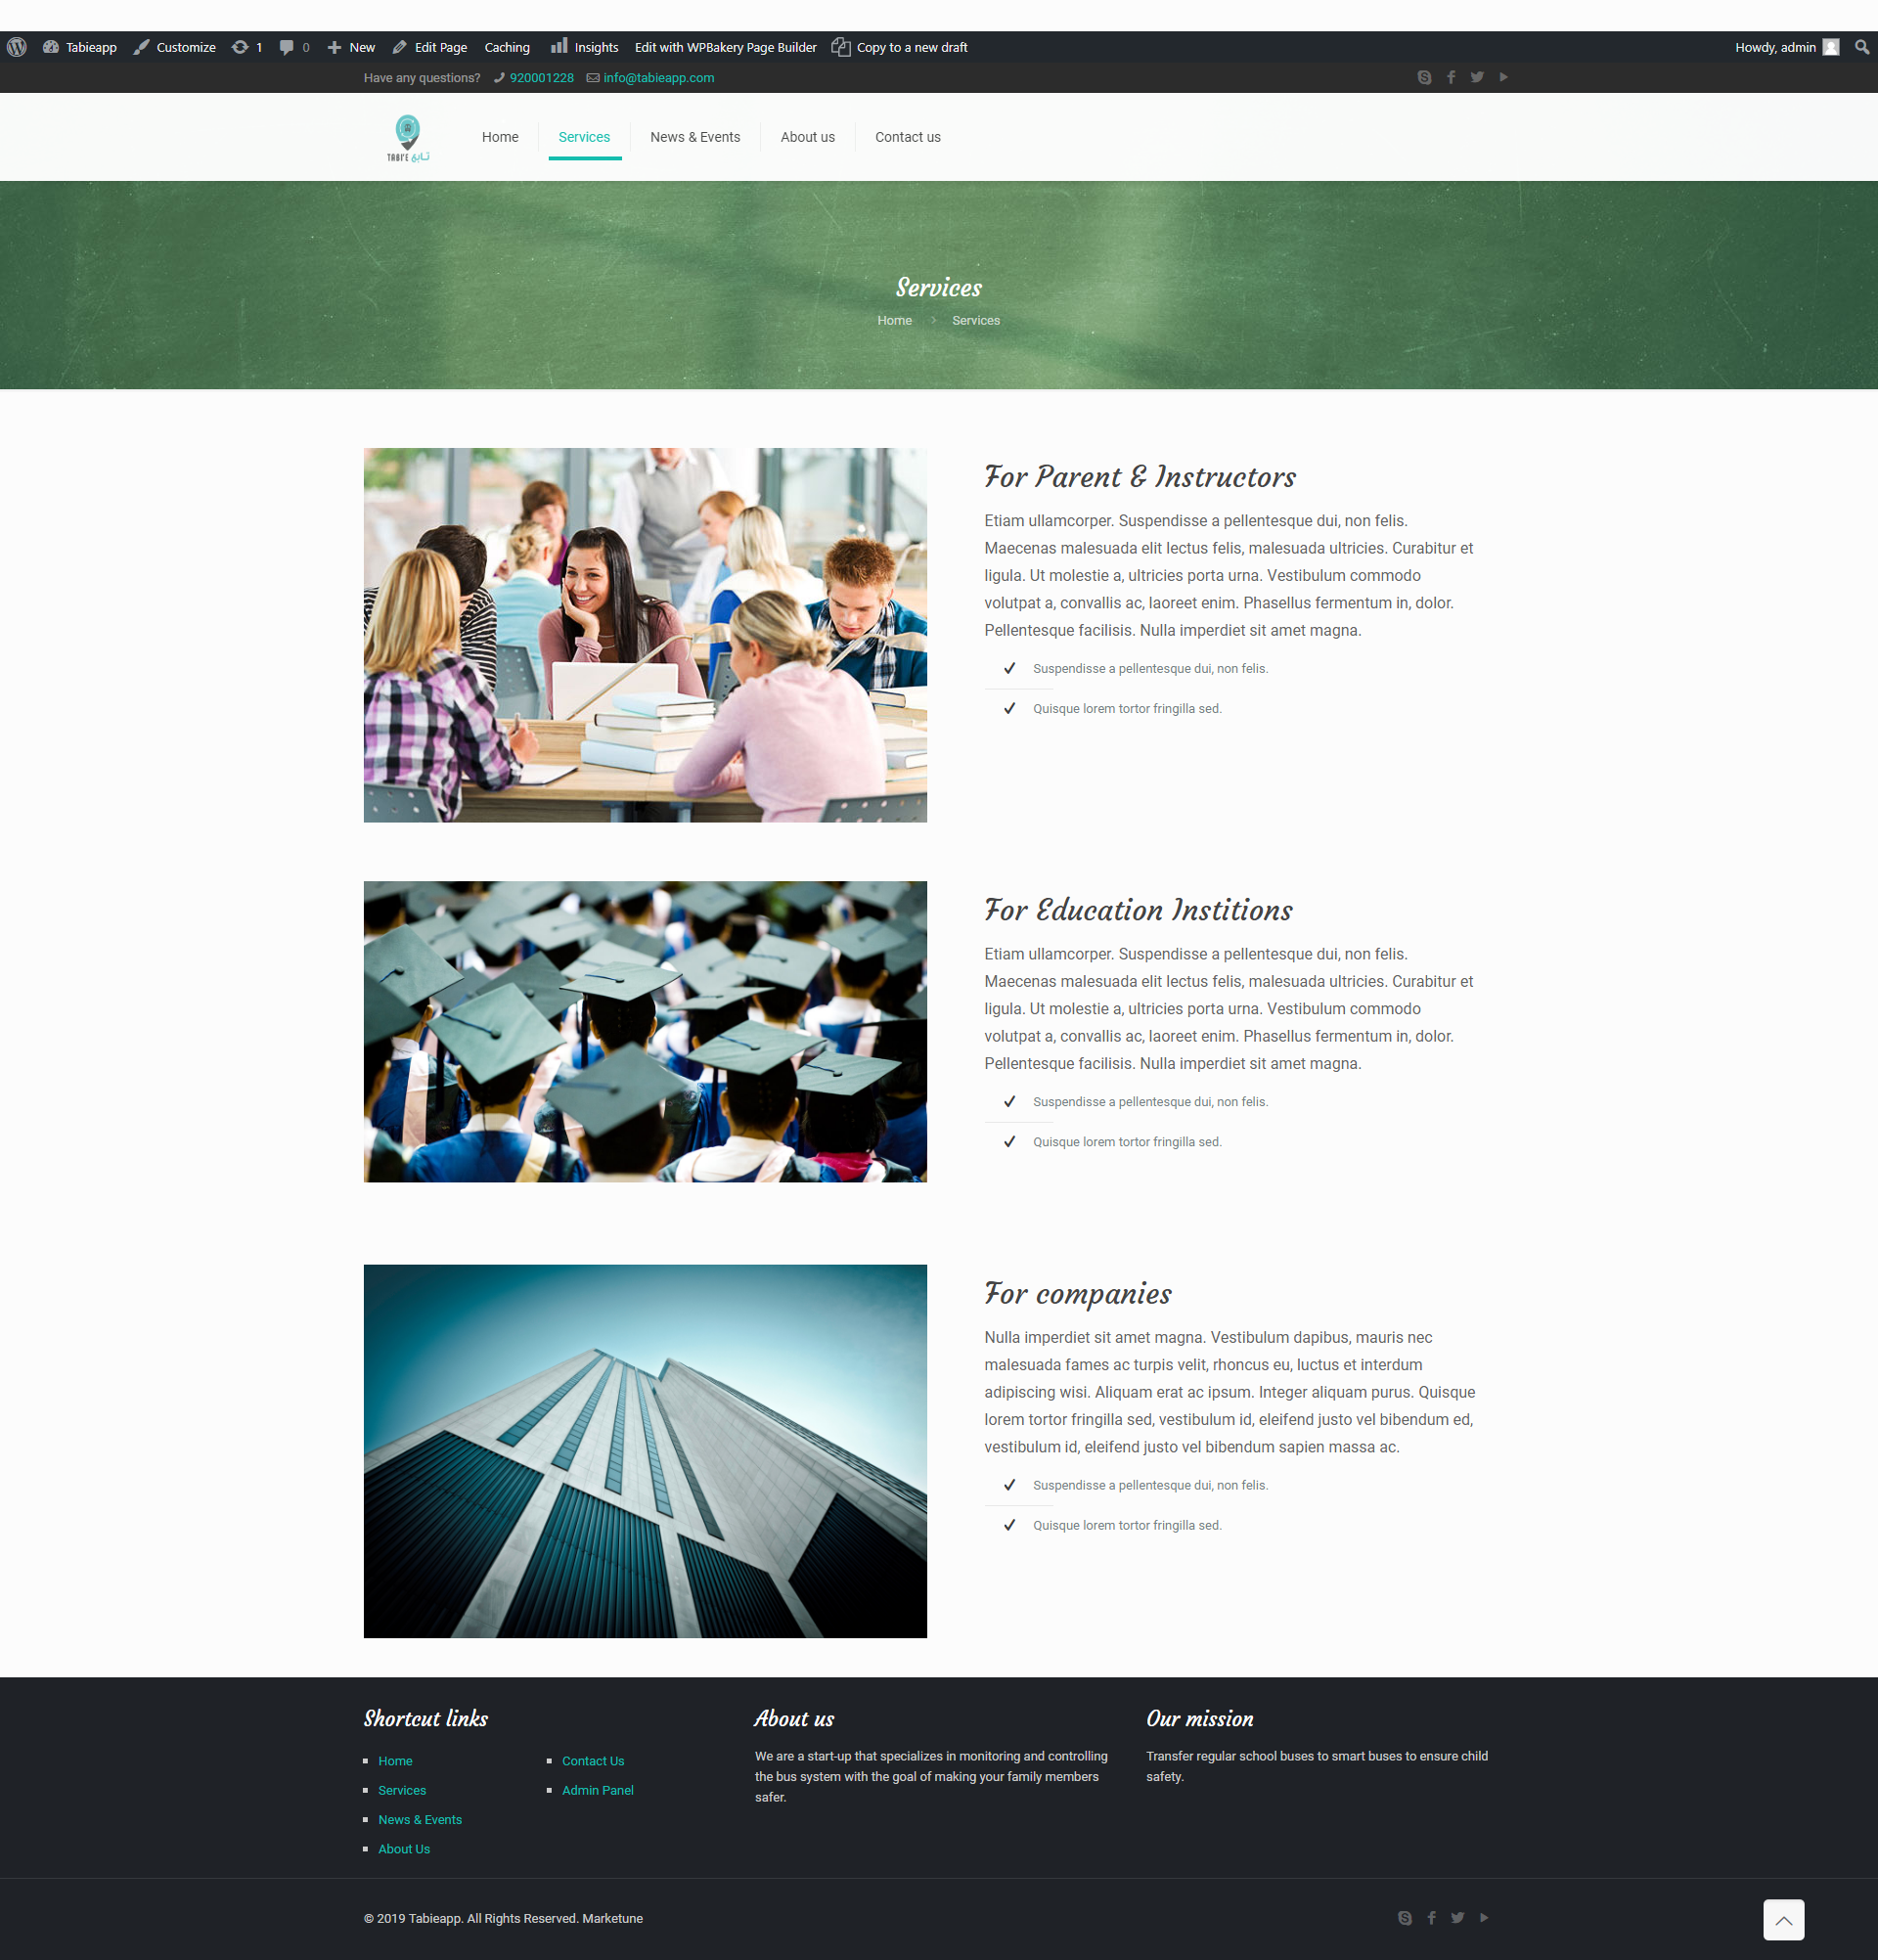 Tabieapp Customize 1 0 New Edit Page Caching Insights Edit with WPBakery Page Builder Copy to a new draft Howdy, admin
Have any questions? 920001228 info@tabieapp.com
TABI'E تابع
Home Services News & Events About us Contact us
Services
Home Services
For Parent & Instructors
Etiam ullamcorper. Suspendisse a pellentesque dui, non felis.
Maecenas malesuada elit lectus felis, malesuada ultricies. Curabitur et
ligula. Ut molestie a, ultricies porta urna. Vestibulum commodo
volutpat a, convallis ac, laoreet enim. Phasellus fermentum in, dolor.
Pellentesque facilisis. Nulla imperdiet sit amet magna.
Suspendisse a pellentesque dui, non felis.
Quisque lorem tortor fringilla sed.
For Education Institions
Etiam ullamcorper. Suspendisse a pellentesque dui, non felis.
Maecenas malesuada elit lectus felis, malesuada ultricies. Curabitur et
ligula. Ut molestie a, ultricies porta urna. Vestibulum commodo
volutpat a, convallis ac, laoreet enim. Phasellus fermentum in, dolor.
Pellentesque facilisis. Nulla imperdiet sit amet magna.
Suspendisse a pellentesque dui, non felis.
Quisque lorem tortor fringilla sed.
For companies
Nulla imperdiet sit amet magna. Vestibulum dapibus, mauris nec
malesuada fames ac turpis velit, rhoncus eu, luctus et interdum
adipiscing wisi. Aliquam erat ac ipsum. Integer aliquam purus. Quisque
lorem tortor fringilla sed, vestibulum id, eleifend justo vel bibendum ed,
vestibulum id, eleifend justo vel bibendum sapien massa ac.
Suspendisse a pellentesque dui, non felis.
Quisque lorem tortor fringilla sed.
Shortcut links
Home
Services
News & Events
About Us
Contact Us
Admin Panel
About us
We are a start-up that specializes in monitoring and controlling
the bus system with the goal of making your family members
safer.
Our mission
Transfer regular school buses to smart buses to ensure child
safety.
© 2019 Tabieapp. All Rights Reserved. Marketune